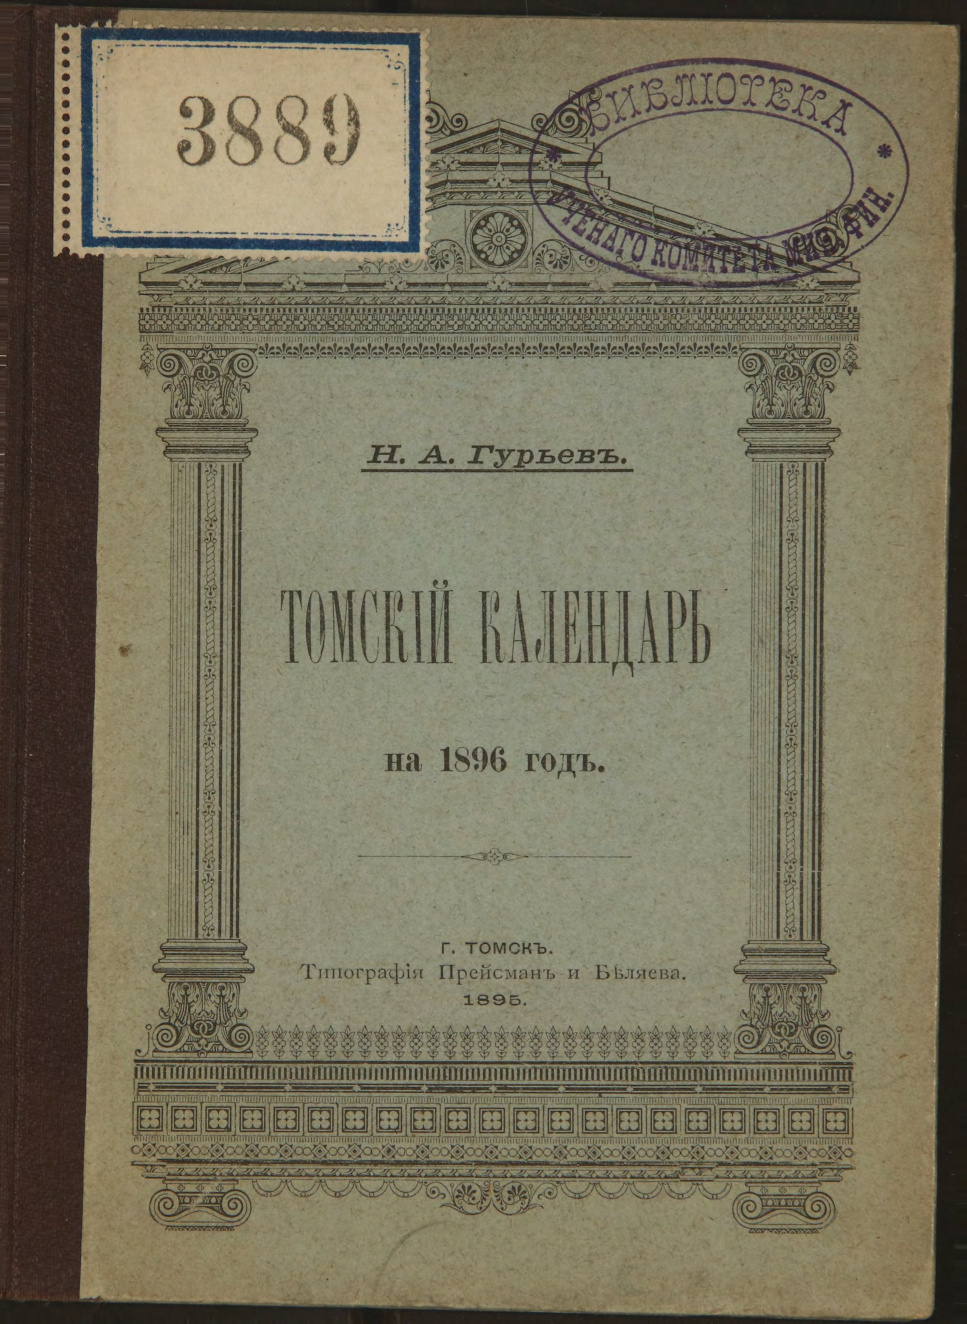 3889
БИБЛІОТЕКА
УЧЕНАГО КОМИТЕТА МИН. ФИН.
Н. А. Гурьевъ.
ТОМСКІЙ КАЛЕНДАРЬ
на 1896 годъ.
Г. ТОМСКЪ.
Типографія Прейсманъ и Бѣляева.
1895.